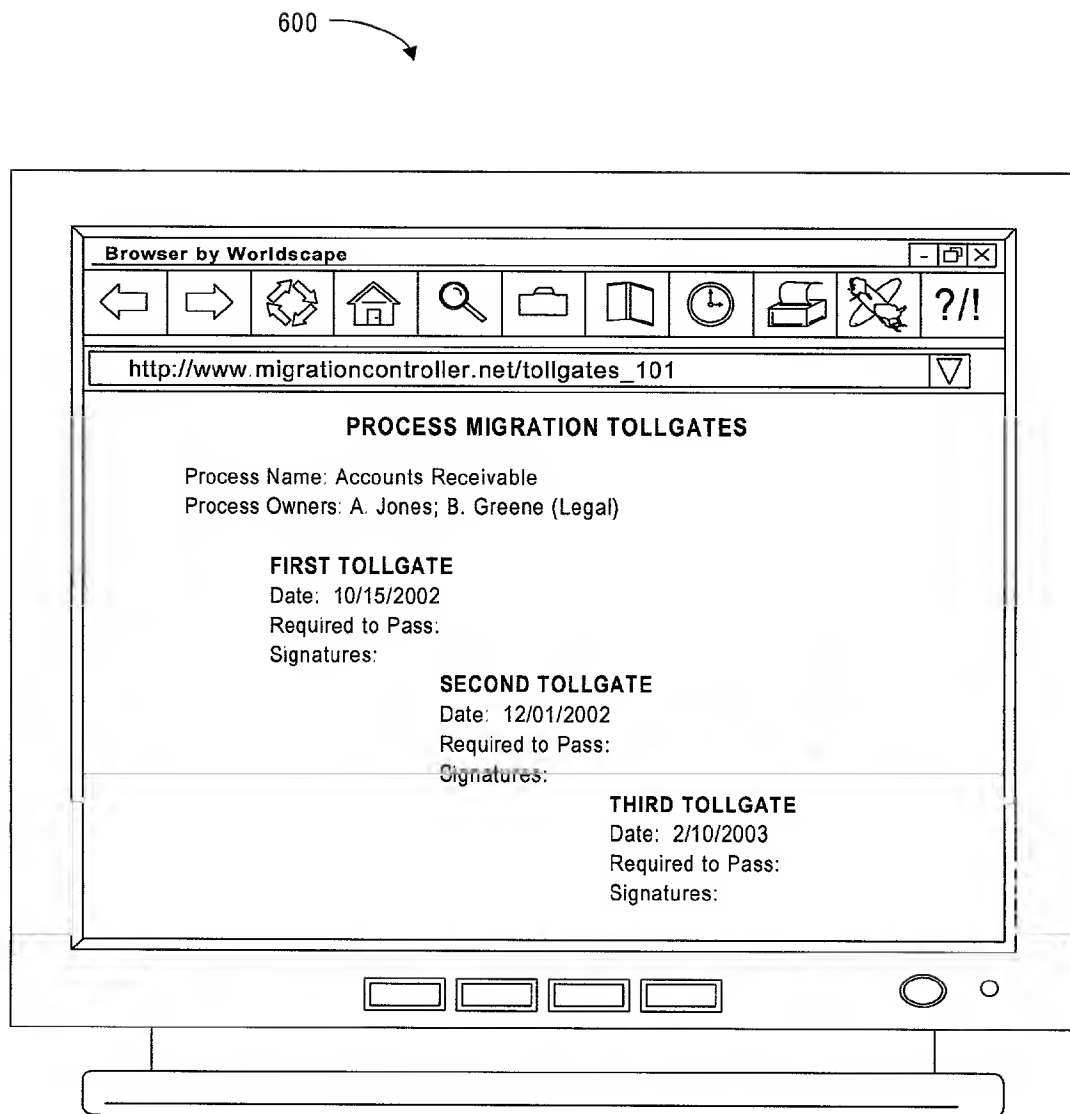 600
Browser by Worldscape
?/!
http://www.migrationcontroller.net/tollgates_101
PROCESS MIGRATION TOLLGATES
Process Name: Accounts Receivable
Process Owners: A. Jones; B. Greene (Legal)
FIRST TOLLGATE
Date: 10/15/2002
Required to Pass:
Signatures:
SECOND TOLLGATE
Date: 12/01/2002
Required to Pass:
Signatures:
THIRD TOLLGATE
Date: 2/10/2003
Required to Pass:
Signatures: